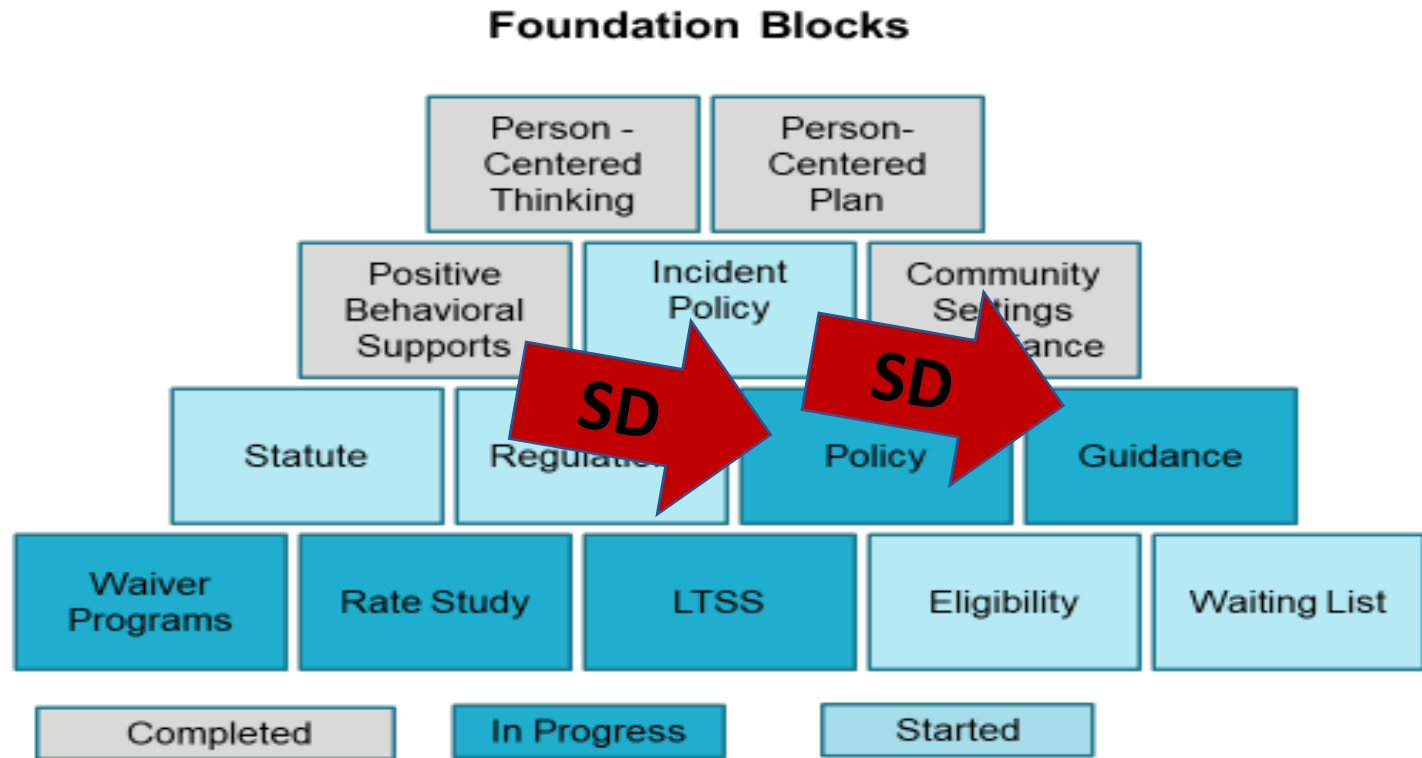 Foundation Blocks
Person -
Centered
Thinking
Person-
Centered
Plan
Positive
Behavioral
Supports
Incident
Policy
Community
Settings
SD
SD
Statute
Policy
Guidance
Waiver
Programs
Rate Study
LTSS
Eligibility
Waiting List
Completed
In Progress
Started